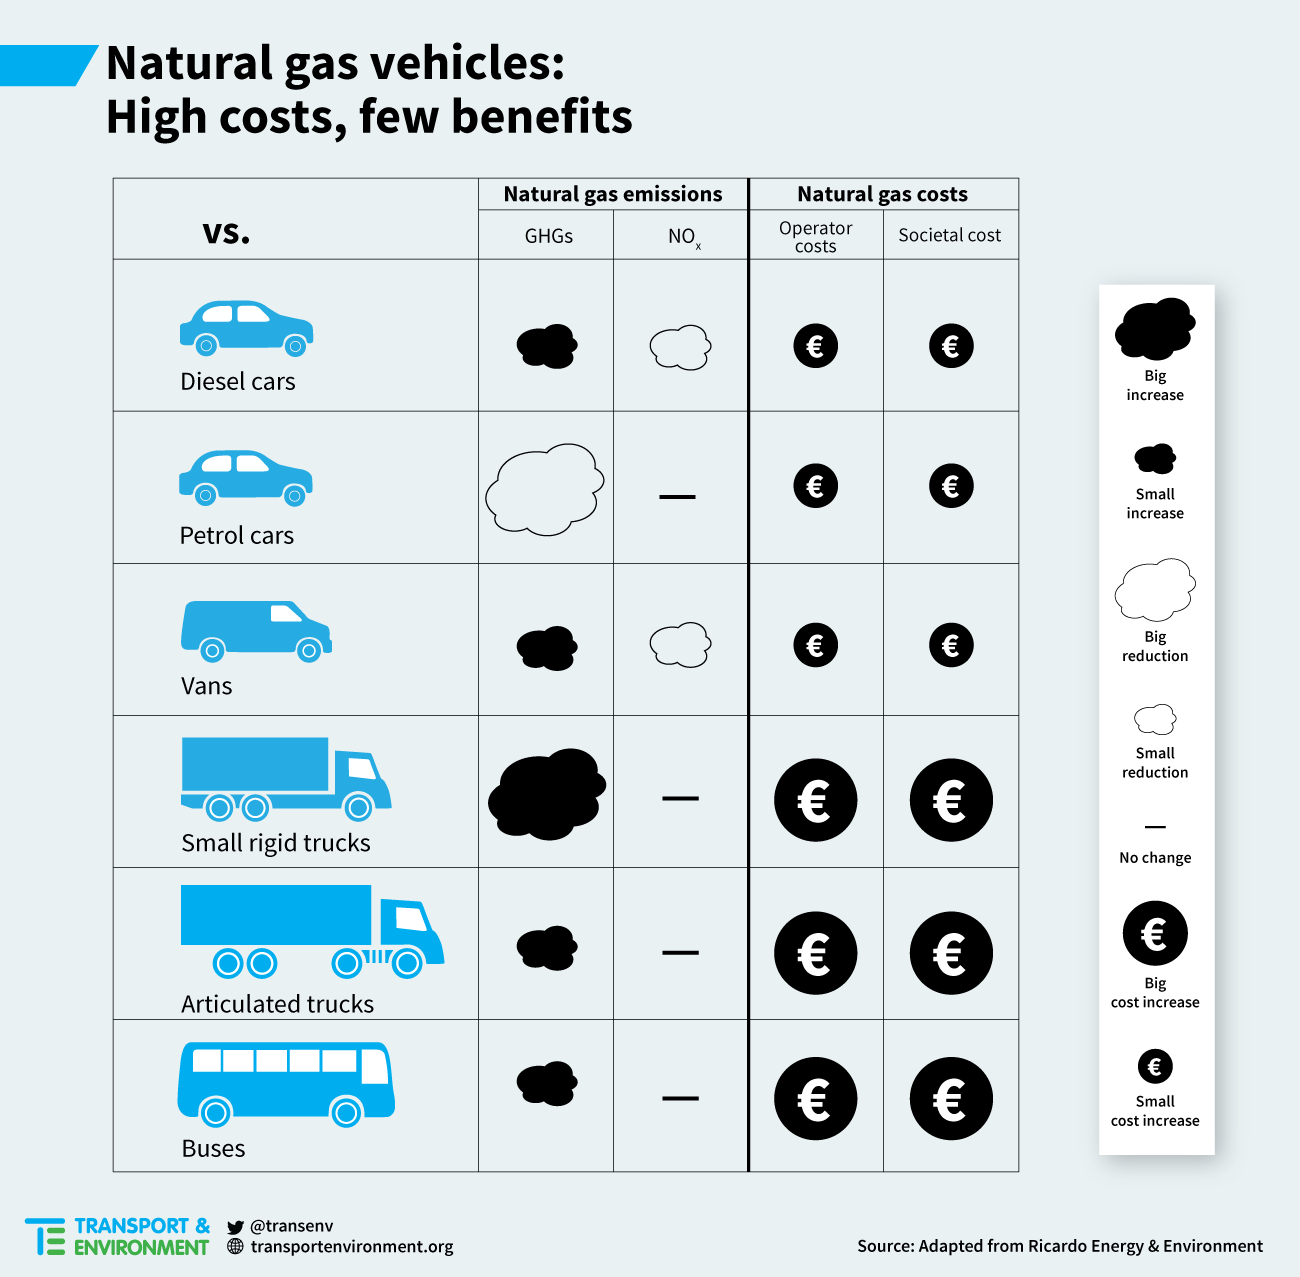 Natural gas vehicles:
High costs, few benefits
vs.
Natural gas emissions
Natural gas costs
GHGs
NOx
Operator
costs
Societal cost
Diesel cars
€
€
Petrol cars
—
€
€
Vans
€
€
Small rigid trucks
—
€
€
Articulated trucks
—
€
€
Buses
—
€
€
Big
increase
Small
increase
Big
reduction
Small
reduction
—
No change
€
Big
cost increase
€
Small
cost increase
TRANSPORT &
ENVIRONMENT
@transenv
transportenvironment.org
Source: Adapted from Ricardo Energy & Environment